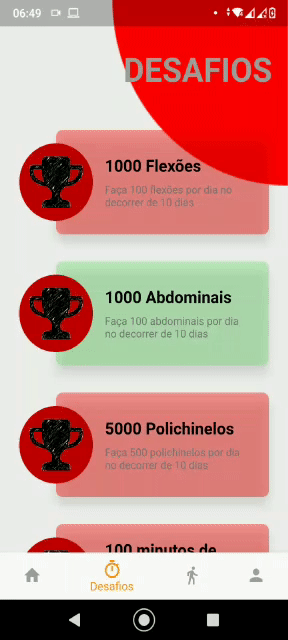 06:49
DESAFIOS
1000 Flexões
Faça 100 flexões por dia no
decorrer de 10 dias
1000 Abdominais
Faça 100 abdominais por dia
no decorrer de 10 dias
5000 Polichinelos
Faça 500 polichinelos por dia
no decorrer de 10 dias
100 minutos de
Desafios